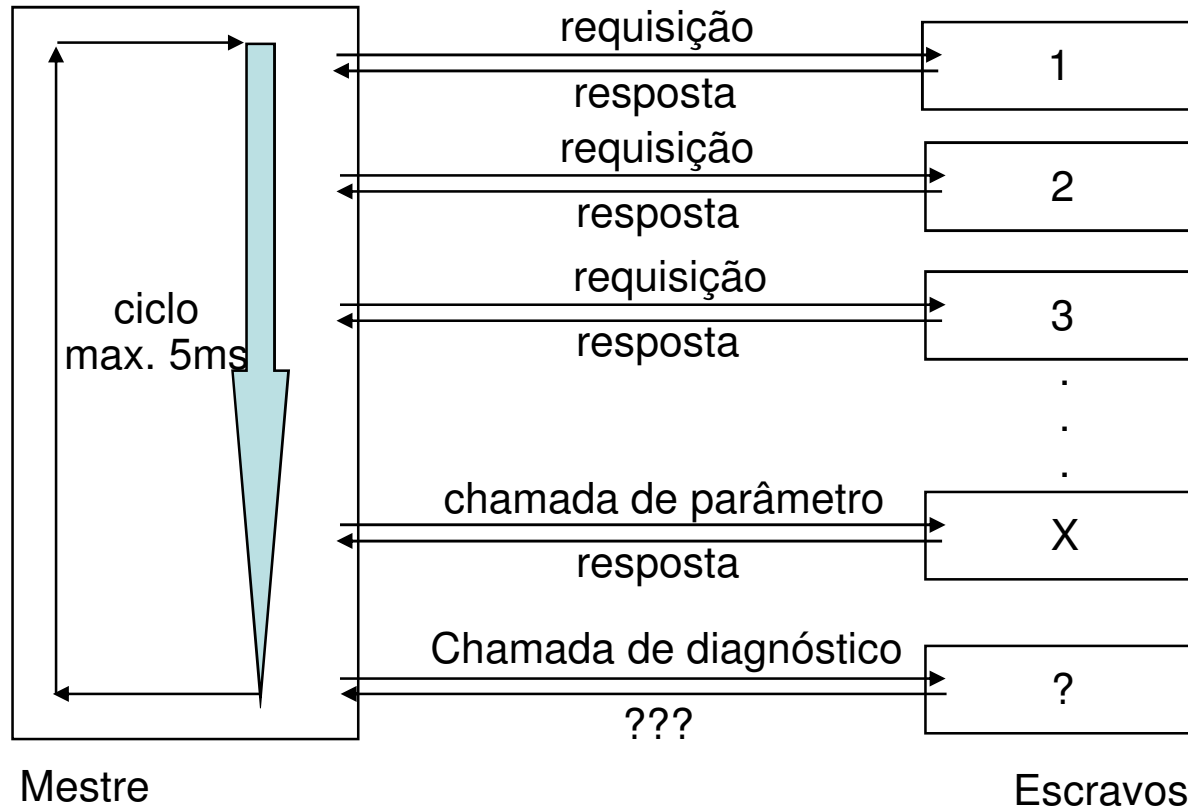 requisição
1
resposta
requisição
2
resposta
requisição
3
resposta
ciclo
max. 5ms
.
.
.
chamada de parâmetro
X
resposta
Chamada de diagnóstico
?
???
Mestre
Escravos